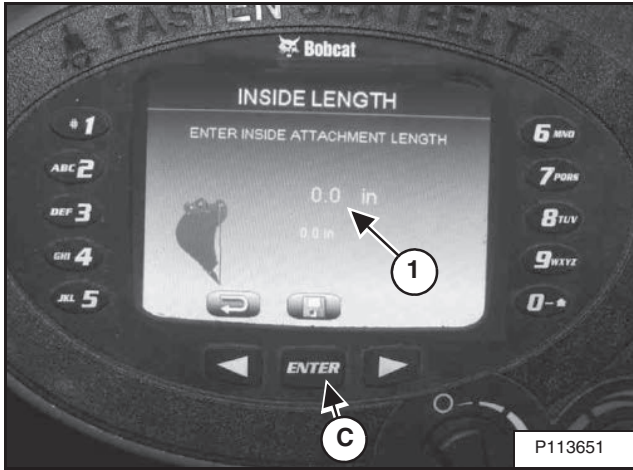 FASTEN SEATBELT
Bobcat
INSIDE LENGTH
ENTER INSIDE ATTACHMENT LENGTH
0.0 in
0.0 in
1
*1
ABC 2
DEF 3
GHI 4
JKL 5
6 MNO
7 PQRS
8 TUV
9 WXYZ
0-
ENTER
C
P113651